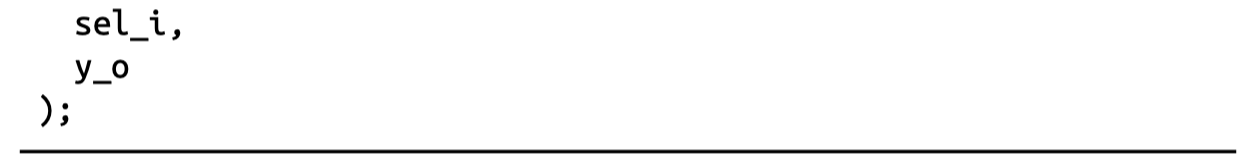 sel_i,
y_o
);